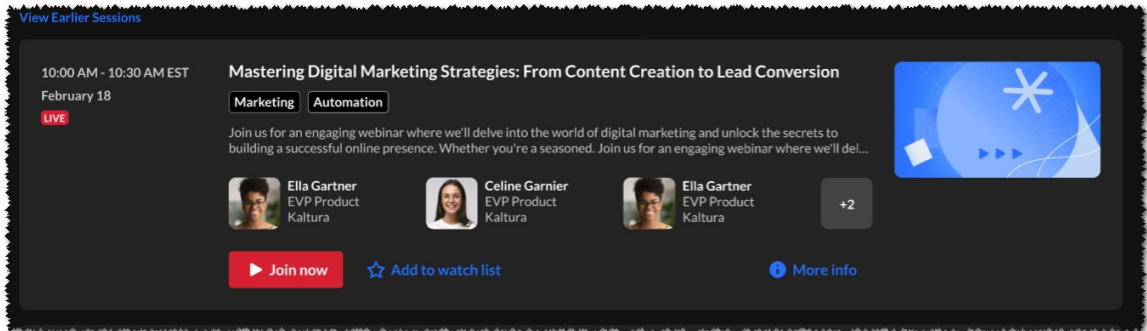 View Earlier Sessions
10:00 AM - 10:30 AM EST
February 18
LIVE
Mastering Digital Marketing Strategies: From Content Creation to Lead Conversion
Marketing
Automation
Join us for an engaging webinar where we'll delve into the world of digital marketing and unlock the secrets to
building a successful online presence. Whether you're a seasoned. Join us for an engaging webinar where we'll del...
Ella Gartner
EVP Product
Kaltura
Celine Garnier
EVP Product
Kaltura
Ella Gartner
EVP Product
Kaltura
+2
Join now
Add to watch list
More info